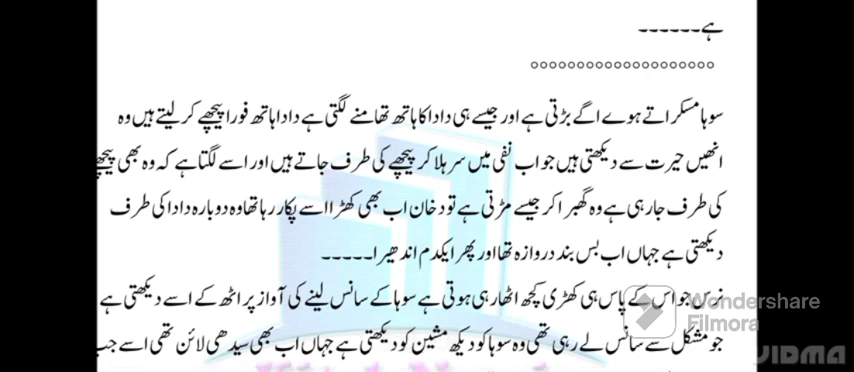 ہے۔۔۔۔۔۔
○○○○○○○○○○○○○○○○○○○○
سوہا مسکراتے ہوے اگے بڑتی ہے اور جیسے ہی دادا کا ہاتھ تھامنے لگتی ہے دادا ہاتھ فورا پیچھے کر لیتے ہیں وہ
انھیں حیرت سے دیکھتی ہیں جو اب نفی میں سر ہلا کر پیچھے کی طرف جاتے ہیں اور اسے لگتا ہے کہ وہ بھی پیچھے
کی طرف جا رہی ہے وہ گھبرا کر جیسے مڑتی ہے تو دخان اب بھی کھڑا اسے پکار رہا تھا وہ دوبارہ دادا کی طرف
دیکھتی ہے جہاں اب بس بند دروازہ تھا اور پھر ایکدم اندھیرا۔۔۔۔۔
نرس جو اس کے پاس ہی کھڑی کچھ اٹھا رہی ہوتی ہے سوہا کے سانس لینے کی آواز پر اٹھ کے اسے دیکھتی ہے
Wondershare
Filmora
جو مشکل سے سانس لے رہی تھی وہ سوہا کو دیکھ مشین کو دیکھتی ہے جہاں اب بھی سیدھی لائن تھی اسے جب
VIDMA